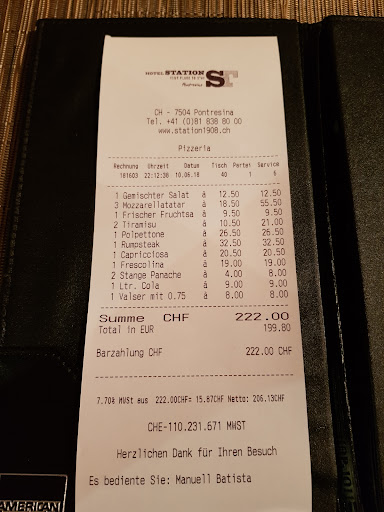 HOTEL STATION ST
Pontresina
CH - 7504 Pontresina
Tel. +41 (0)81 838 80 00
www.station1908.ch
Pizzeria
Rechnung Uhrzeit Datum Tisch Partei Service
181603 22:12:38 10.06.18 40 1 6
1 Gemischter Salat à 12.50 12.50
3 Mozzarellatatar à 18.50 55.50
1 Frischer Fruchtsa à 9.50 9.50
2 Tiramisu à 10.50 21.00
1 Polpettone à 26.50 26.50
1 Rumpsteak à 32.50 32.50
1 Capricciosa à 20.50 20.50
1 Frescolina à 19.00 19.00
2 Stange Panache à 4.00 8.00
1 Ltr. Cola à 9.00 9.00
1 Valser mit 0.75 à 8.00 8.00
Summe CHF 222.00
Total in EUR 199.80
Barzahlung CHF 222.00 CHF
7.70% MWSt aus 222.00CHF= 15.87CHF Netto: 206.13CHF
CHE-110.231.671 MWST
Herzlichen Dank für Ihren Besuch
Es bediente Sie: Manuell Batista
AMERICAN